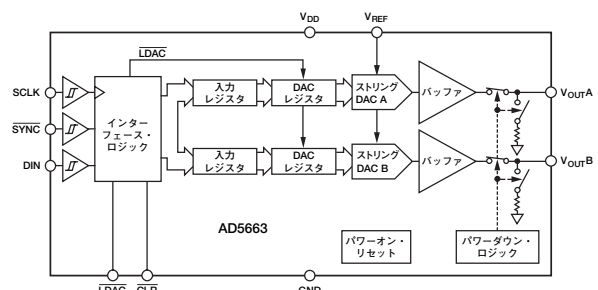 VDD
VREF
LDAC
SCLK
SYNC
DIN
インター
フェース・
ロジック
入力
レジスタ
DAC
レジスタ
ストリング
DAC A
バッファ
VOUTA
入力
レジスタ
DAC
レジスタ
ストリング
DAC B
バッファ
VOUTB
AD5663
パワーオン・
リセット
パワーダウン・
ロジック
LDAC
CLR
GND